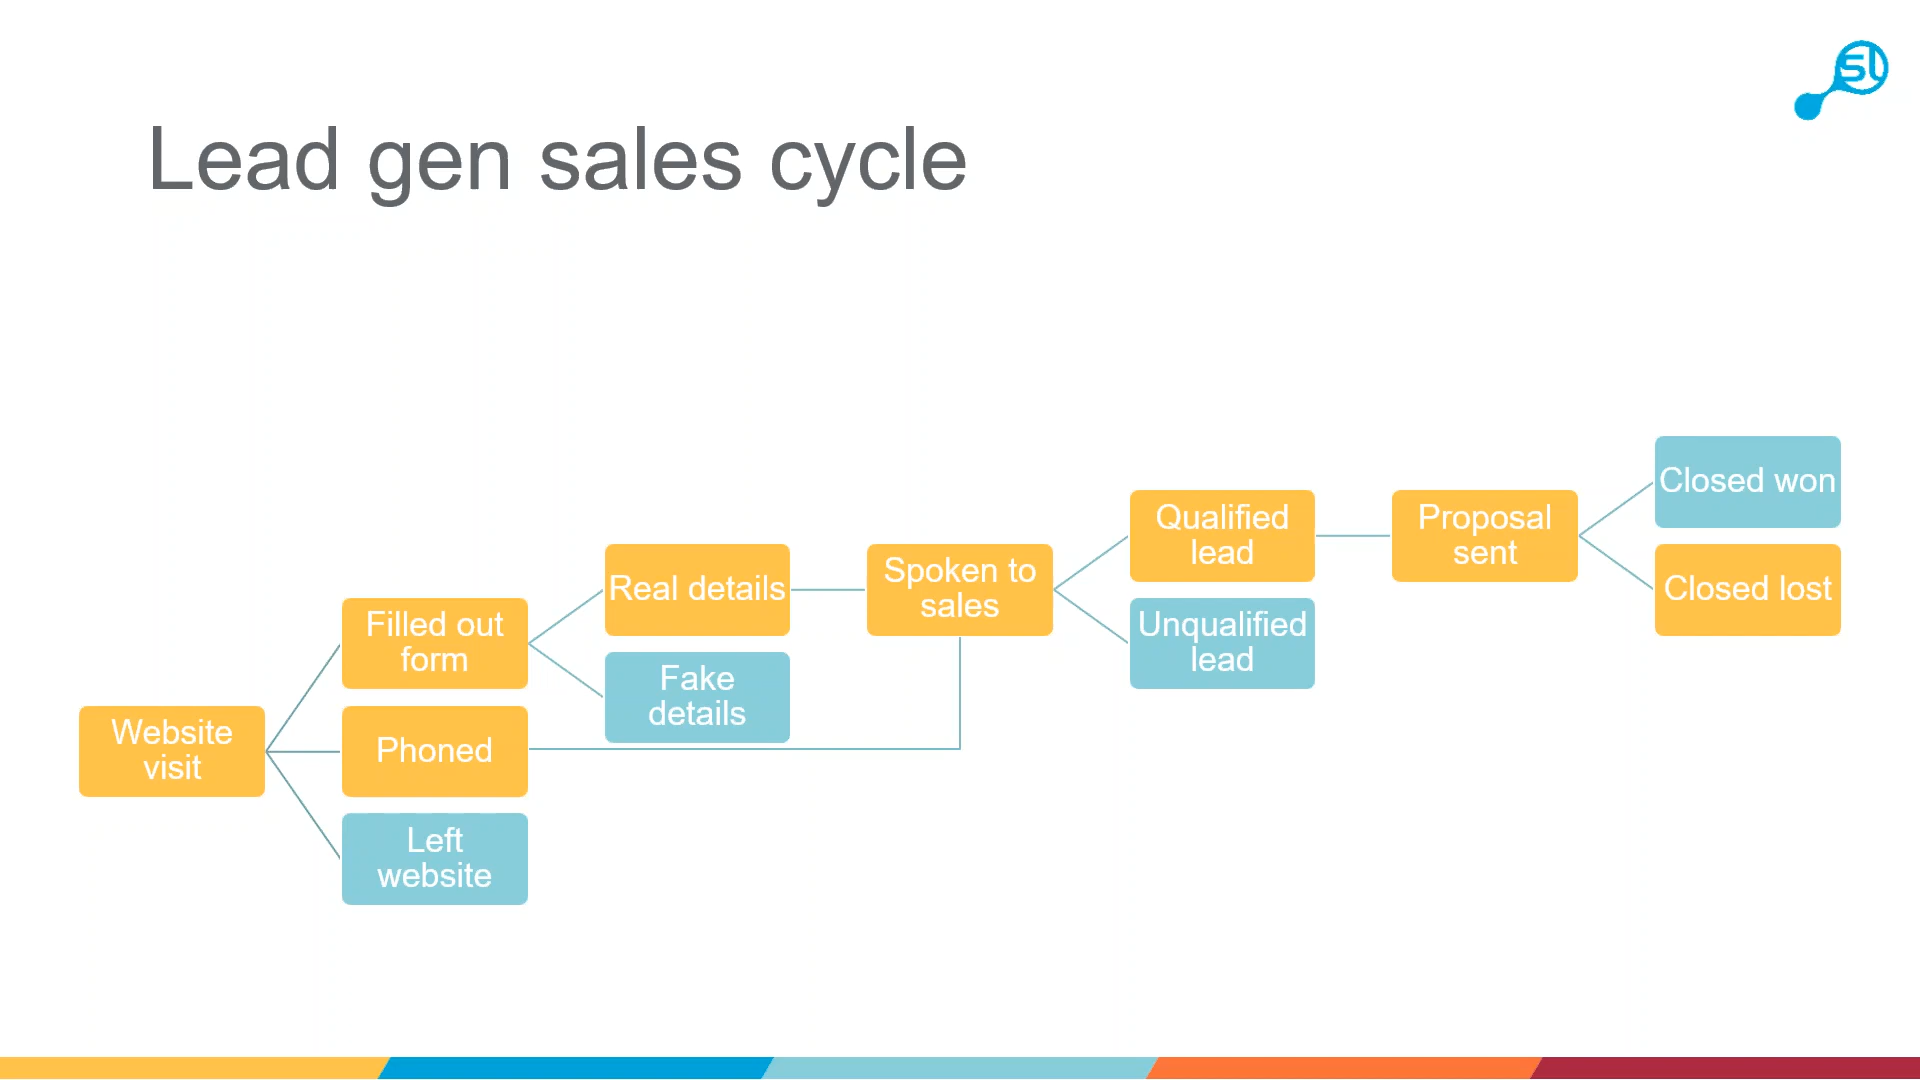 SL
Lead gen sales cycle
Website
visit
Filled out
form
Phoned
Left
website
Real details
Fake
details
Spoken to
sales
Qualified
lead
Unqualified
lead
Proposal
sent
Closed won
Closed lost